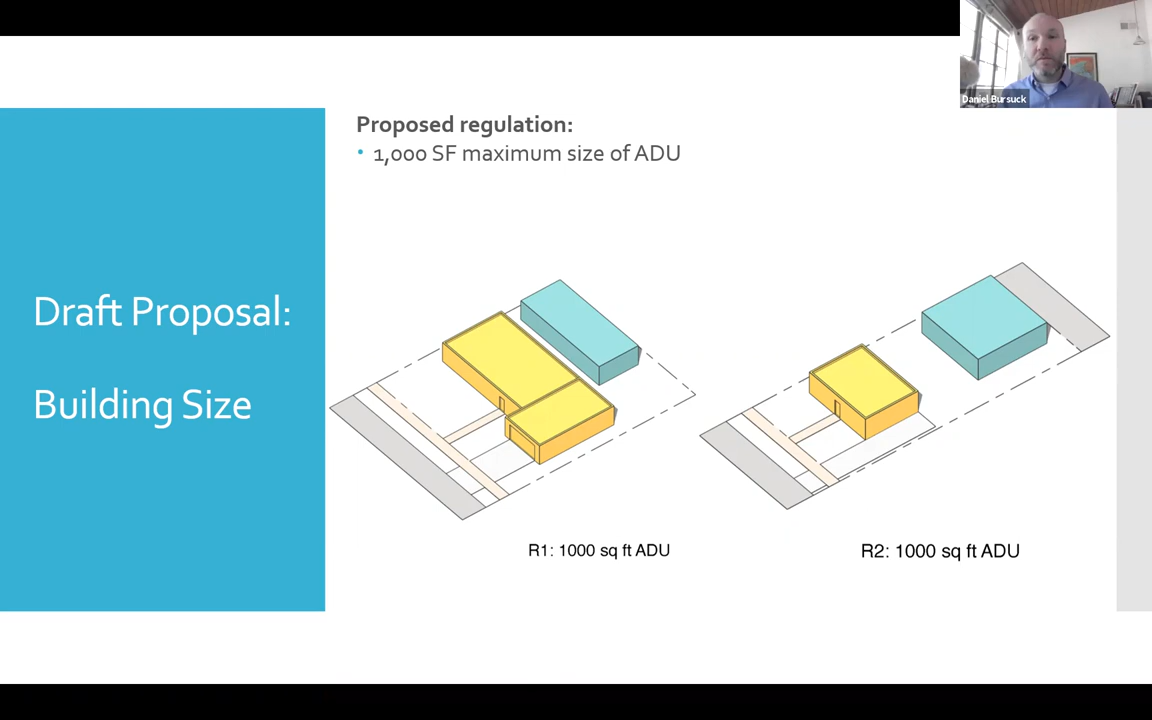 Daniel Bursuck
Proposed regulation:
• 1,000 SF maximum size of ADU
Draft Proposal:
Building Size
R1: 1000 sq ft ADU
R2: 1000 sq ft ADU